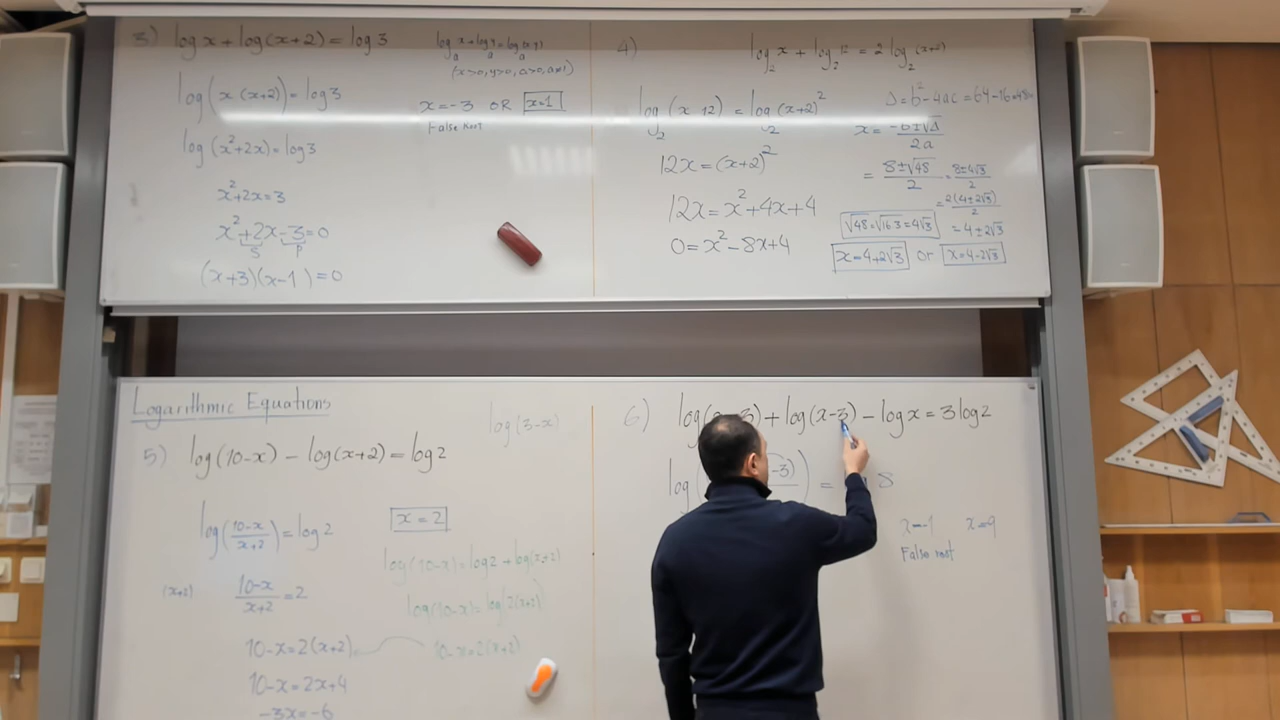 3) log x + log(x+2) = log 3
log(x(x+2)) = log3
log(x²+2x) = log3
x²+2x=3
x²+2x-3=0
S P
(x+3)(x-1)=0
logₐx + logₐy = logₐ(x·y)
(x>0, y>0, a>0, a≠1)
x=-3 OR x=1
False Root
4) log₂x + log₂12 = 2 log₂(x+2)
log₂(x·12) = log₂(x+2)²
12x=(x+2)²
12x=x²+4x+4
0=x²-8x+4
Δ=b²-4ac=64-16=48
x= (-b±√Δ)/2a
= (8±√48)/2 = (8±4√3)/2
= 2(4±2√3)/2
√48=√16·3=4√3
= 4±2√3
x=4+2√3 or x=4-2√3
Logarithmic Equations
5) log(10-x) - log(x+2) = log2
log(3-x)
log((10-x)/(x+2)) = log2
(x+2) (10-x)/(x+2) = 2
10-x=2(x+2)
10-x=2x+4
-3x=-6
x=2
log(10-x)=log2+log(x+2)
log(10-x)=log(2(x+2))
10-x=2(x+2)
6) log( 3) + log(x-3) - log x = 3 log 2
log( -3)) = 8
x=-1 x=9
False root